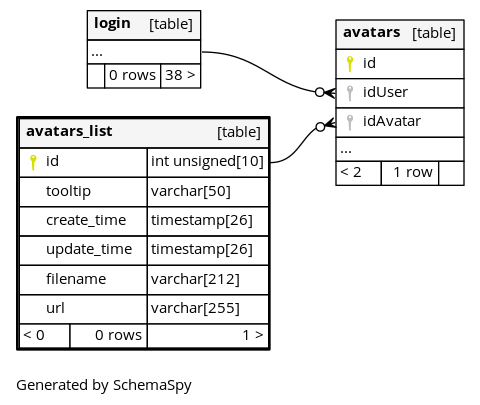 login [table]
...
0 rows 38 >
avatars [table]
id
idUser
idAvatar
...
< 2 1 row
avatars_list [table]
id int unsigned[10]
tooltip varchar[50]
create_time timestamp[26]
update_time timestamp[26]
filename varchar[212]
url varchar[255]
< 0 0 rows 1 >
Generated by SchemaSpy